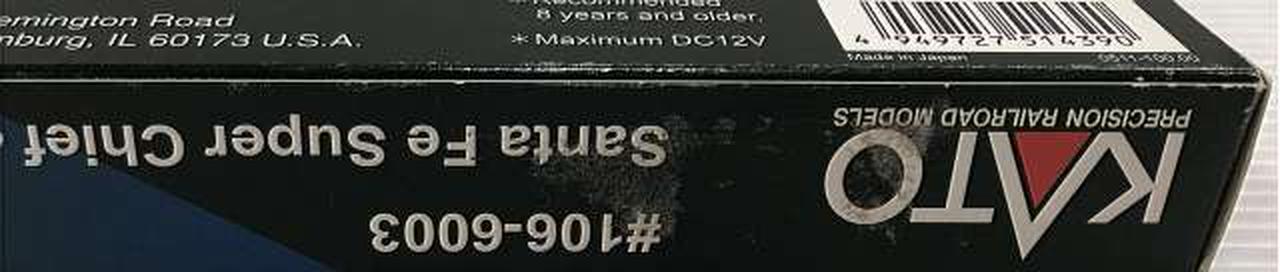 emington Road
nburg, IL 60173 U.S.A.
*Recommended
8 years and older.
*Maximum DC12V
4 949727 514390
Made in Japan
KATO
PRECISION RAILROAD MODELS
#106-6003
Santa Fe Super Chief